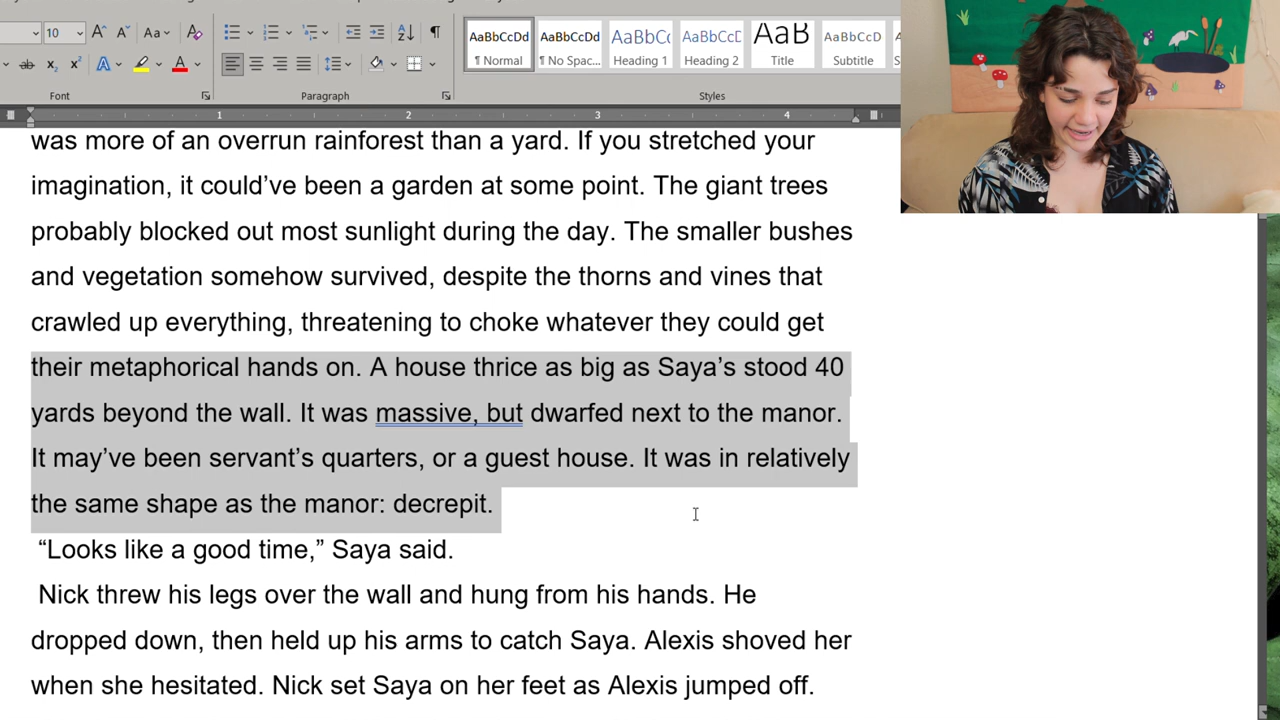 10
Aa
AaBbCcDd AaBbCcDd AaBbCc AaBbCcD AaB AaBbCcD
¶ Normal ¶ No Spac... Heading 1 Heading 2 Title Subtitle
Font Paragraph Styles
1 2 3 4
was more of an overrun rainforest than a yard. If you stretched your
imagination, it could’ve been a garden at some point. The giant trees
probably blocked out most sunlight during the day. The smaller bushes
and vegetation somehow survived, despite the thorns and vines that
crawled up everything, threatening to choke whatever they could get
their metaphorical hands on. A house thrice as big as Saya’s stood 40
yards beyond the wall. It was massive, but dwarfed next to the manor.
It may’ve been servant’s quarters, or a guest house. It was in relatively
the same shape as the manor: decrepit.
“Looks like a good time,” Saya said.
Nick threw his legs over the wall and hung from his hands. He
dropped down, then held up his arms to catch Saya. Alexis shoved her
when she hesitated. Nick set Saya on her feet as Alexis jumped off.